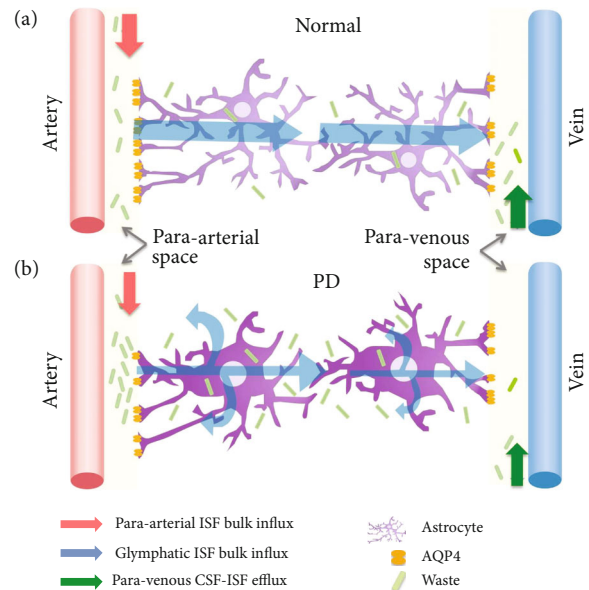 (a)
Normal
Artery
Vein
Para-arterial
space
Para-venous
space
(b)
PD
Artery
Vein
Para-arterial ISF bulk influx
Glymphatic ISF bulk influx
Para-venous CSF-ISF efflux
Astrocyte
AQP4
Waste